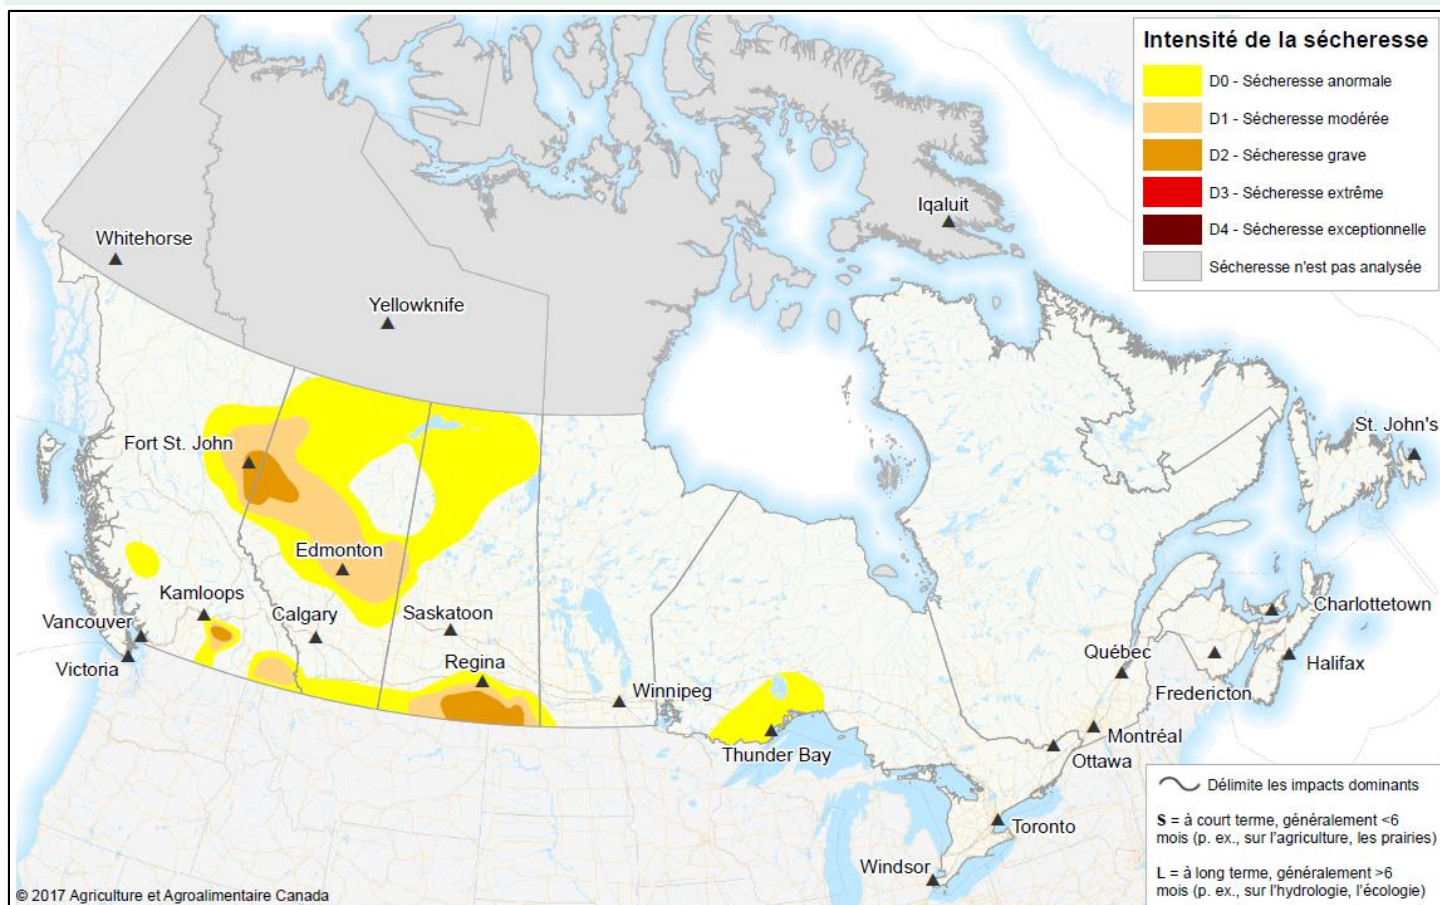 Intensité de la sécheresse
D0 - Sécheresse anormale
D1 - Sécheresse modérée
D2 - Sécheresse grave
D3 - Sécheresse extrême
D4 - Sécheresse exceptionnelle
Sécheresse n'est pas analysée
Iqaluit
Whitehorse
Yellowknife
St. John's
Fort St. John
Edmonton
Kamloops
Calgary
Saskatoon
Vancouver
Charlottetown
Victoria
Regina
Québec
Halifax
Winnipeg
Fredericton
Montréal
Thunder Bay
Ottawa
Toronto
Windsor
Délimite les impacts dominants
S = à court terme, généralement <6
mois (p. ex., sur l'agriculture, les prairies)
L = à long terme, généralement >6
mois (p. ex., sur l'hydrologie, l'écologie)
© 2017 Agriculture et Agroalimentaire Canada